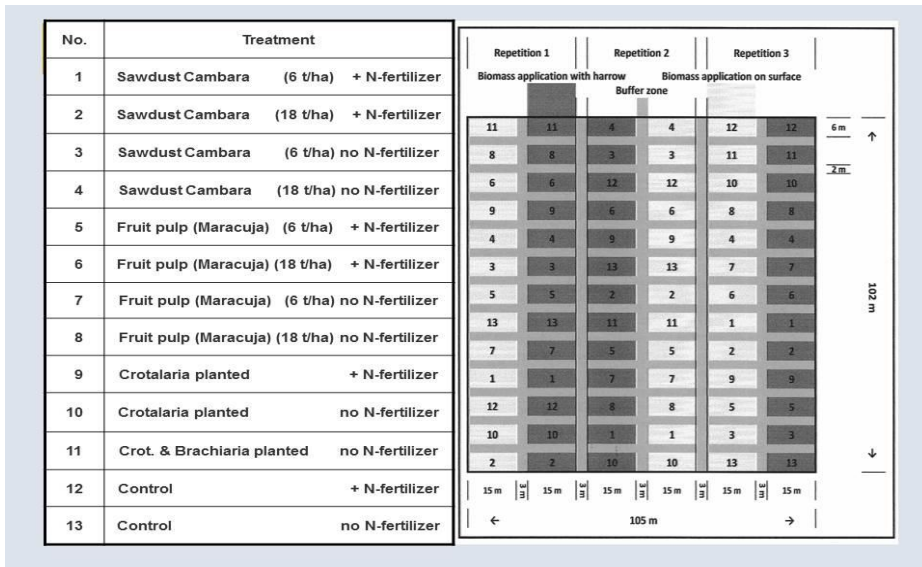 No. Treatment
1 Sawdust Cambara (6 t/ha) + N-fertilizer
2 Sawdust Cambara (18 t/ha) + N-fertilizer
3 Sawdust Cambara (6 t/ha) no N-fertilizer
4 Sawdust Cambara (18 t/ha) no N-fertilizer
5 Fruit pulp (Maracuja) (6 t/ha) + N-fertilizer
6 Fruit pulp (Maracuja) (18 t/ha) + N-fertilizer
7 Fruit pulp (Maracuja) (6 t/ha) no N-fertilizer
8 Fruit pulp (Maracuja) (18 t/ha) no N-fertilizer
9 Crotalaria planted + N-fertilizer
10 Crotalaria planted no N-fertilizer
11 Crot. & Brachiaria planted no N-fertilizer
12 Control + N-fertilizer
13 Control no N-fertilizer
Repetition 1 Repetition 2 Repetition 3
Biomass application with harrow Biomass application on surface
Buffer zone
11 11 4 4 12 12 6 m
8 8 3 3 11 11
6 6 12 12 10 10 2 m
9 9 6 6 8 8
4 4 9 9 4 4
3 3 13 13 7 7
5 5 2 2 6 6
13 13 11 11 1 1
7 7 5 5 2 2
1 1 7 7 9 9
12 12 8 8 5 5
10 10 1 1 3 3
2 2 10 10 13 13
102 m
15 m 3 m 15 m 3 m 15 m 3 m 15 m 3 m 15 m 3 m 15 m
← 105 m →